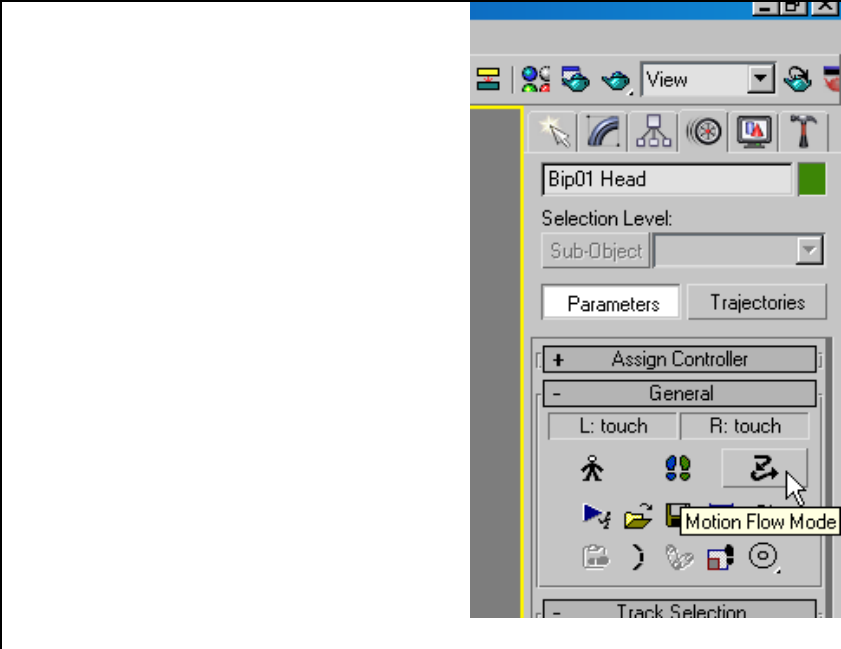 View
Bip01 Head
Selection Level:
Sub-Object
Parameters Trajectories
+ Assign Controller
- General
L: touch R: touch
Motion Flow Mode
- Track Selection